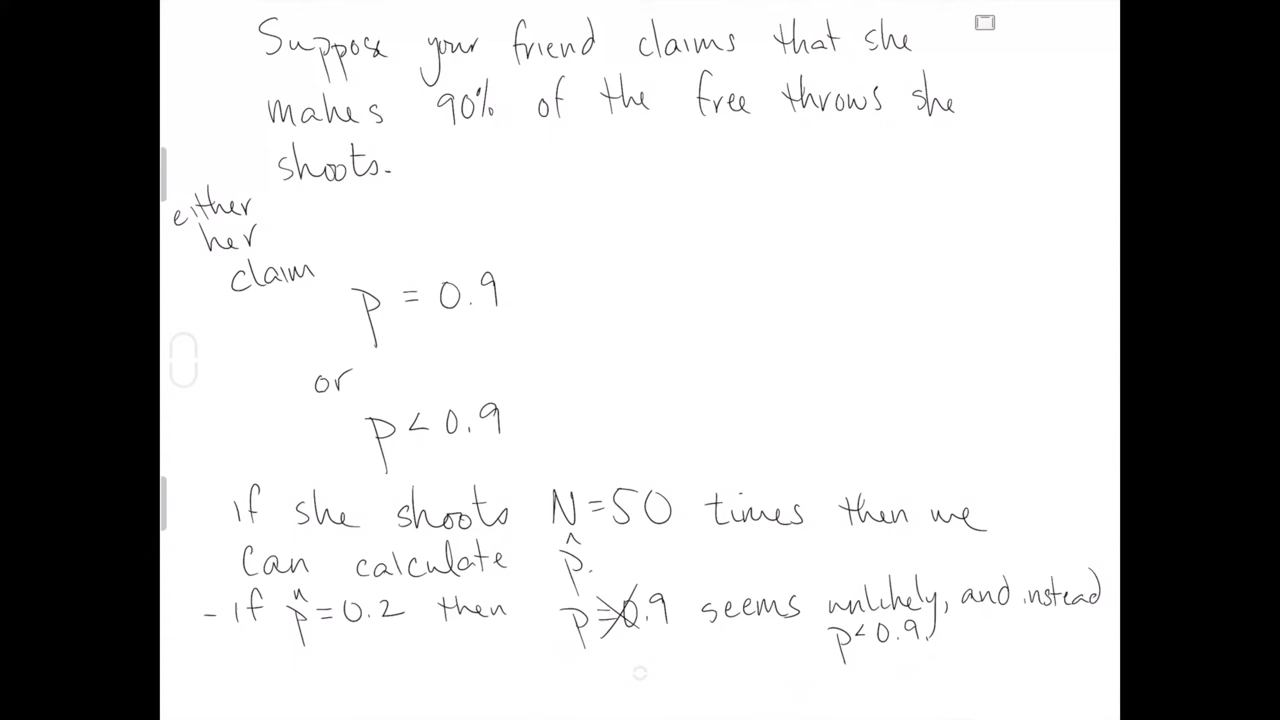 Suppose your friend claims that she
makes 90% of the free throws she
shoots.
either
her
claim
p = 0.9
or
p < 0.9
if she shoots N=50 times then we
can calculate p̂.
- if p̂ = 0.2 then p=0.9 seems unlikely, and instead
p < 0.9.